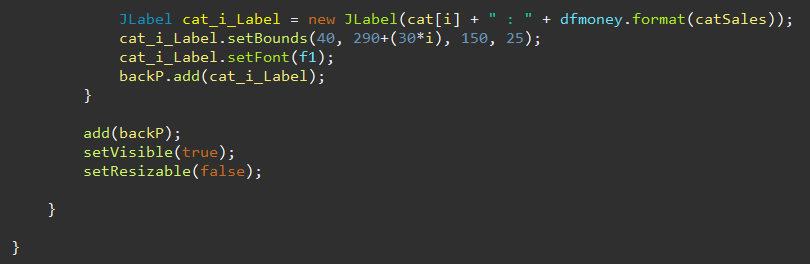 JLabel cat_i_Label = new JLabel(cat[i] + " : " + dfmoney.format(catSales));
cat_i_Label.setBounds(40, 290+(30*i), 150, 25);
cat_i_Label.setFont(f1);
backP.add(cat_i_Label);
}
add(backP);
setVisible(true);
setResizable(false);
}
}